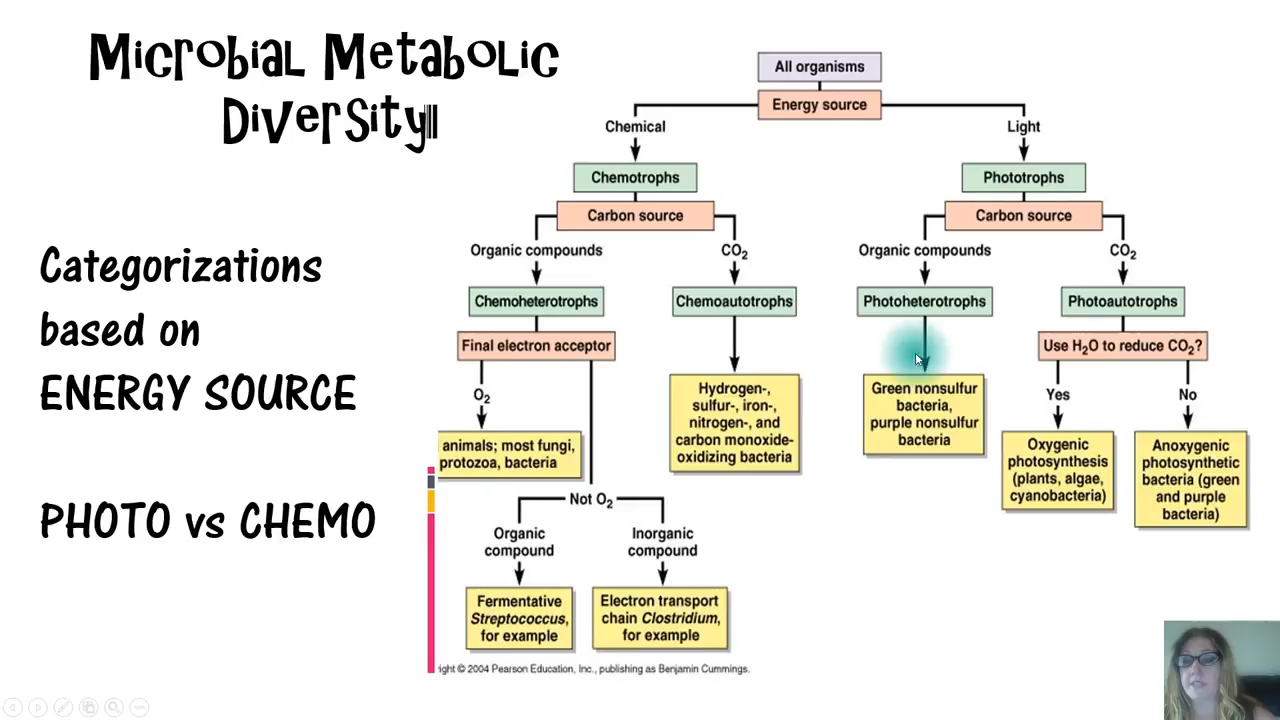 Microbial Metabolic
Diversity
Categorizations
based on
ENERGY SOURCE
PHOTO vs CHEMO
All organisms
Energy source
Chemical
Light
Chemotrophs
Phototrophs
Carbon source
Carbon source
Organic compounds
CO₂
Organic compounds
CO₂
Chemoheterotrophs
Chemoautotrophs
Photoheterotrophs
Photoautotrophs
Final electron acceptor
Use H₂O to reduce CO₂?
O₂
Hydrogen-,
sulfur-, iron-,
nitrogen-, and
carbon monoxide-
oxidizing bacteria
Green nonsulfur
bacteria,
purple nonsulfur
bacteria
Yes
No
animals; most fungi,
protozoa, bacteria
Oxygenic
photosynthesis
(plants, algae,
cyanobacteria)
Anoxygenic
photosynthetic
bacteria (green
and purple
bacteria)
Not O₂
Organic
compound
Inorganic
compound
Fermentative
Streptococcus,
for example
Electron transport
chain Clostridium,
for example
ight © 2004 Pearson Education, Inc., publishing as Benjamin Cummings.